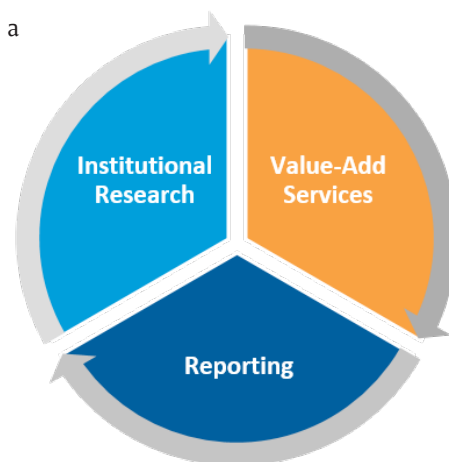 a
Institutional
Research
Value-Add
Services
Reporting